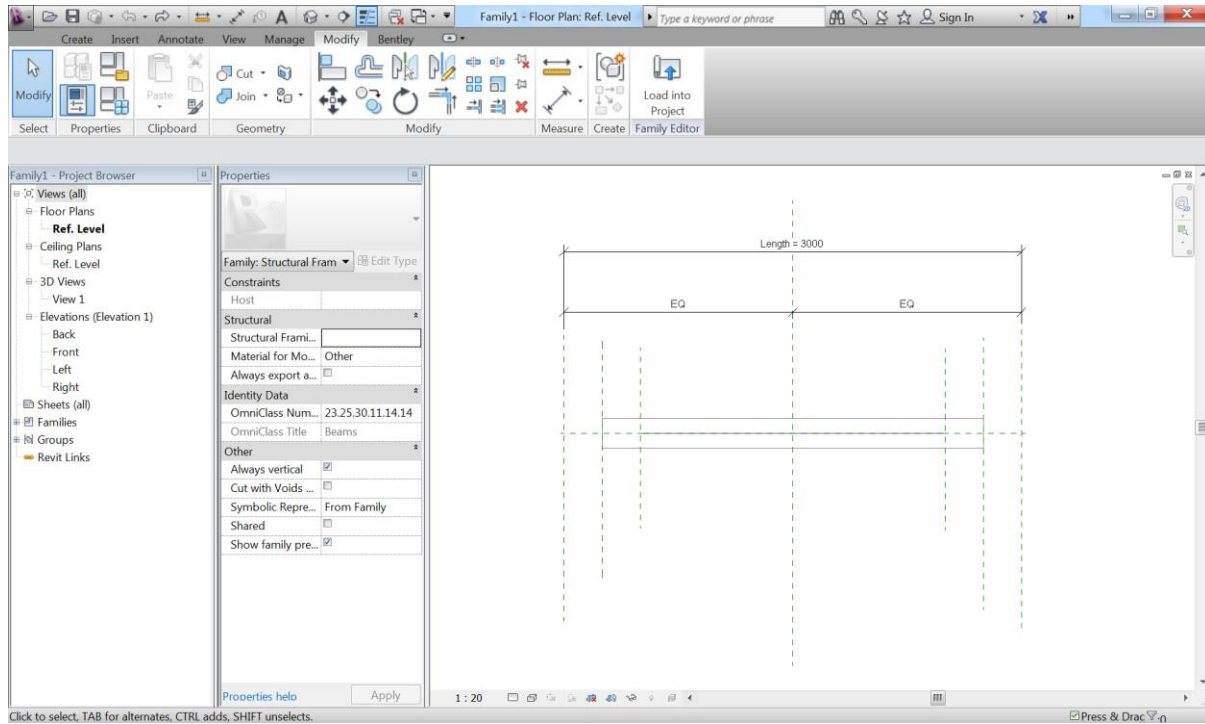 Family1 - Floor Plan: Ref. Level
Type a keyword or phrase
Sign In
Create Insert Annotate View Manage Modify Bentley
Modify
Paste
Cut
Join
Load into
Project
Select Properties Clipboard Geometry Modify Measure Create Family Editor
Family1 - Project Browser
Views (all)
Floor Plans
Ref. Level
Ceiling Plans
Ref. Level
3D Views
View 1
Elevations (Elevation 1)
Back
Front
Left
Right
Sheets (all)
Families
Groups
Revit Links
Properties
Family: Structural Fram
Edit Type
Constraints
Host
Structural
Structural Frami...
Material for Mo... Other
Always export a...
Identity Data
OmniClass Num... 23.25.30.11.14.14
OmniClass Title Beams
Other
Always vertical
Cut with Voids ...
Symbolic Repre... From Family
Shared
Show family pre...
Properties help
Apply
Length = 3000
EQ EQ
1 : 20
Click to select, TAB for alternates, CTRL adds, SHIFT unselects.
Press & Drac
:0